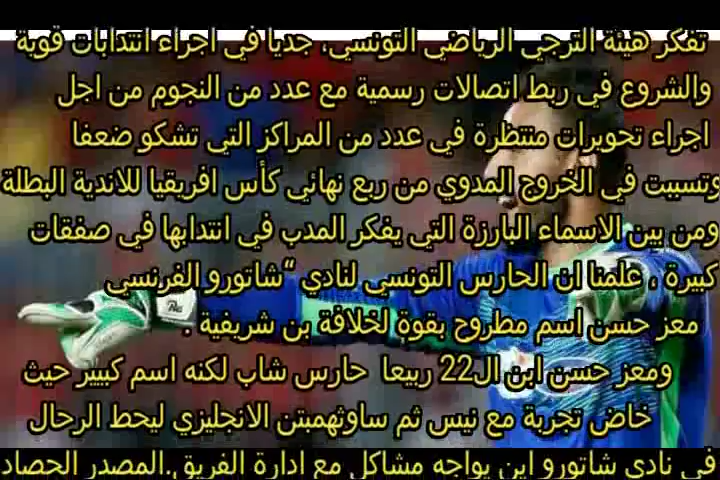 تفكر هيئة الترجي الرياضي التونسي، جديا في اجراء انتدابات قوية
والشروع في ربط اتصالات رسمية مع عدد من النجوم من اجل
اجراء تحويرات منتظرة في عدد من المراكز التي تشكو ضعفا
وتسببت في الخروج المدوي من ربع نهائي كأس افريقيا للاندية البطلة
ومن بين الاسماء البارزة التي يفكر المدب في انتدابها في صفقات
كبيرة ، علمنا ان الحارس التونسي لنادي “شاتورو الفرنسي
معز حسن اسم مطروح بقوة لخلافة بن شريفية .
ومعز حسن ابن ال22 ربيعا حارس شاب لكنه اسم كبيير حيث
خاض تجربة مع نيس ثم ساوثهمبتن الانجليزي ليحط الرحال
في نادي شاتورو اين يواجه مشاكل مع ادارة الفريق.المصدر الحصاد